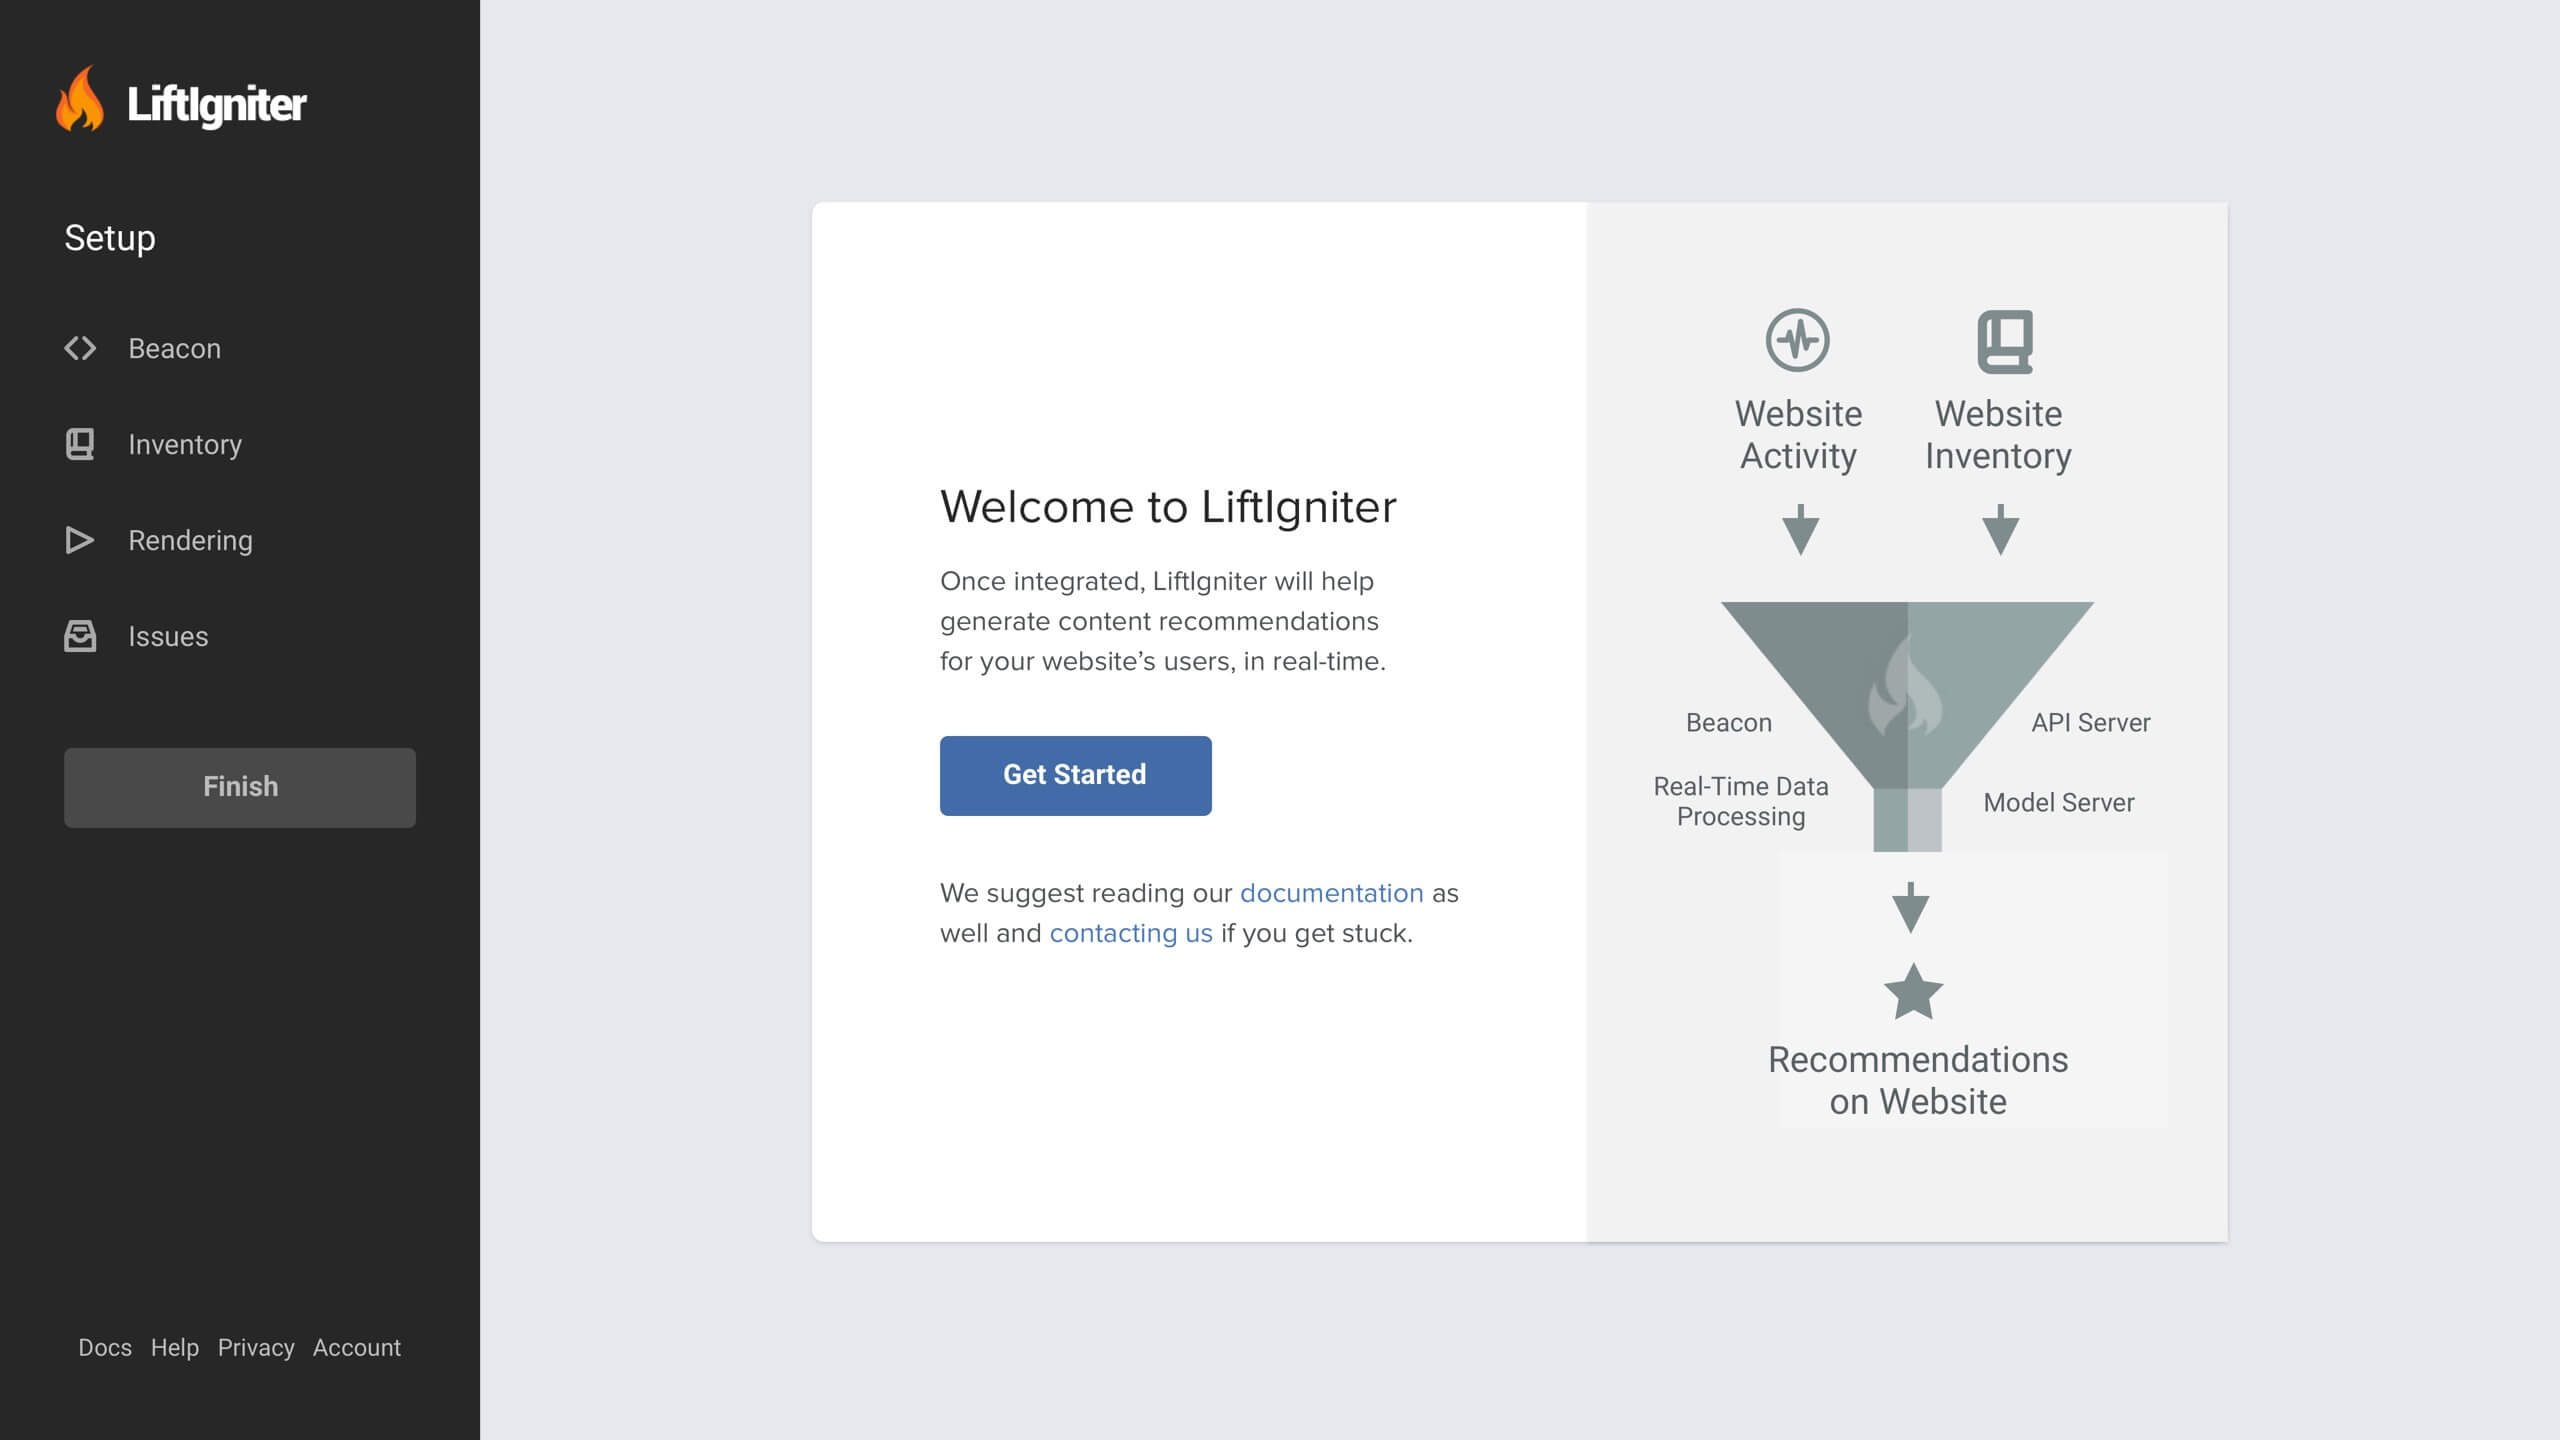 LiftIgniter
Setup
Beacon
Inventory
Rendering
Issues
Finish
Docs Help Privacy Account
Welcome to LiftIgniter
Once integrated, LiftIgniter will help
generate content recommendations
for your website’s users, in real-time.
Get Started
We suggest reading our documentation as
well and contacting us if you get stuck.
Website
Activity
Website
Inventory
Beacon
API Server
Real-Time Data
Processing
Model Server
Recommendations
on Website